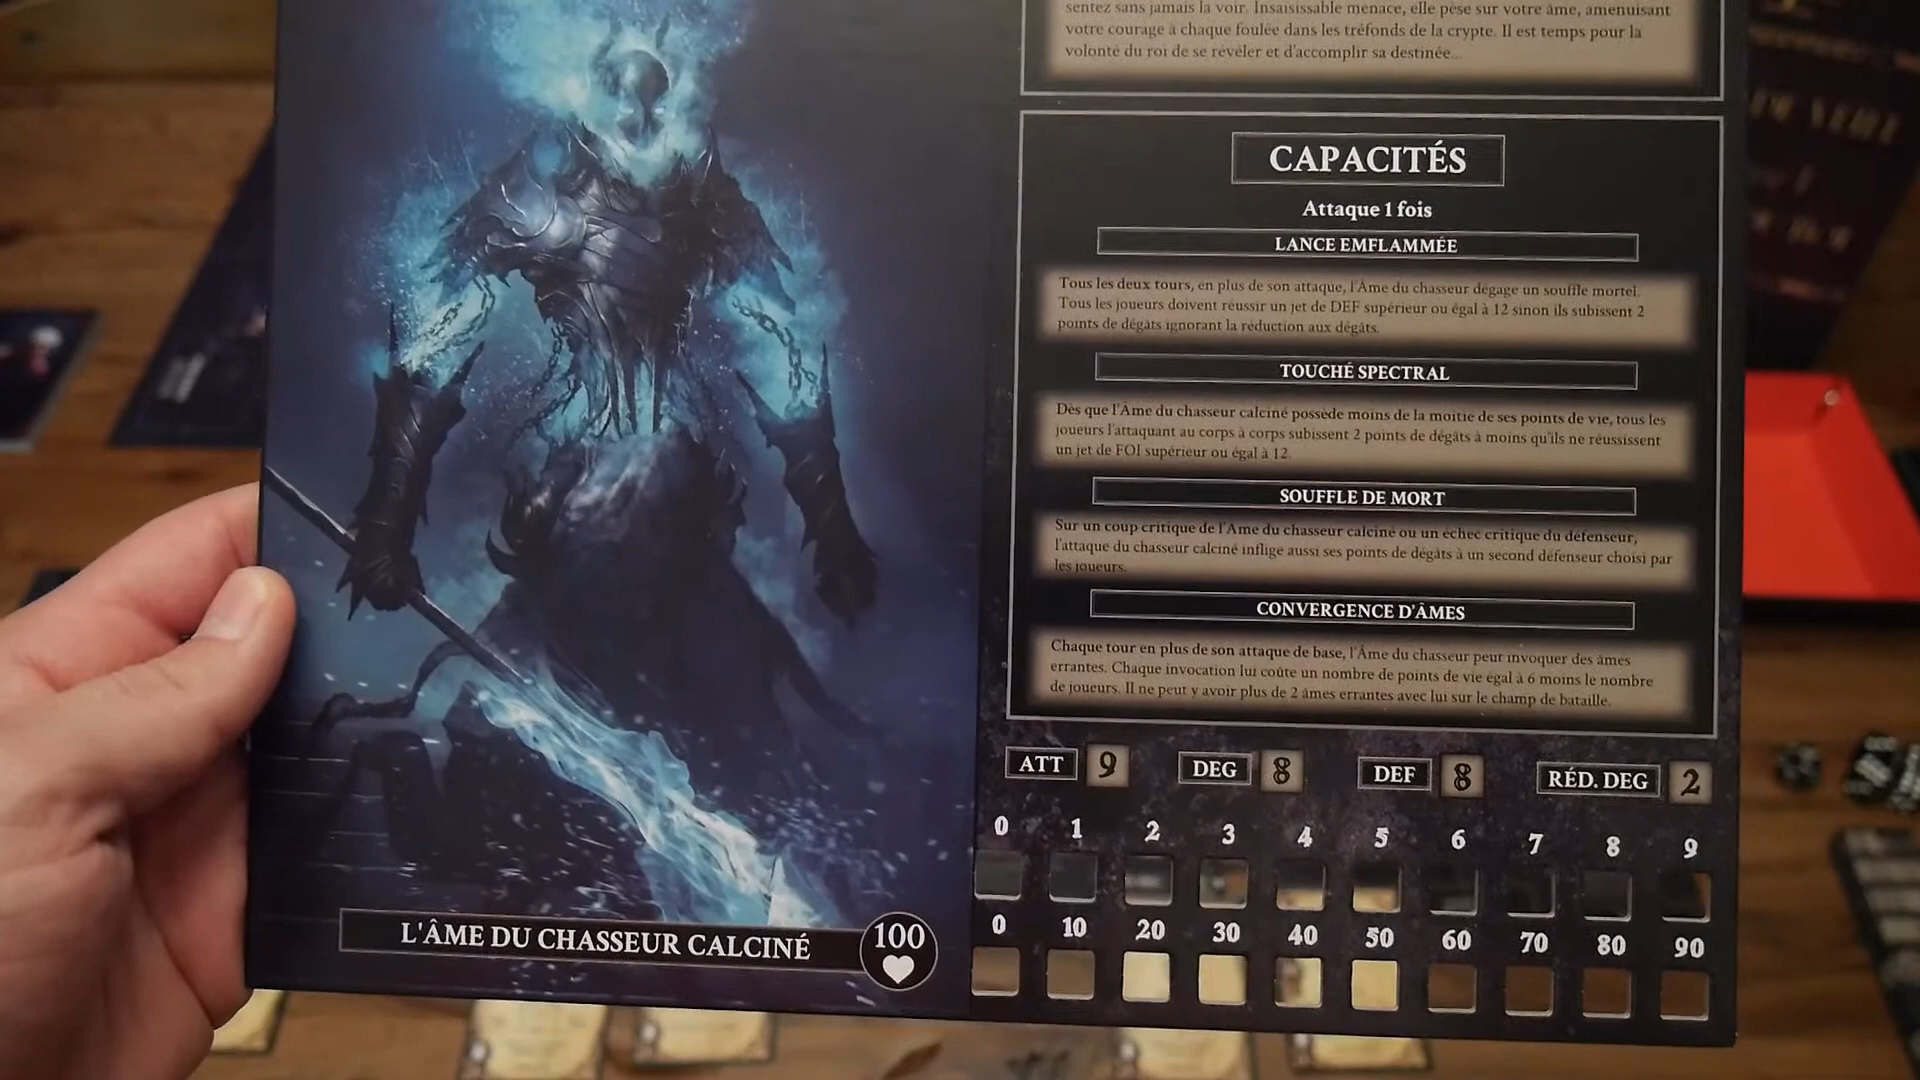 sentez sans jamais la voir. Insaisissable menace, elle pèse sur votre âme, amenuisant
votre courage à chaque foulée dans les tréfonds de la crypte. Il est temps pour la
volonté du roi de se révéler et d'accomplir sa destinée...
CAPACITÉS
Attaque 1 fois
LANCE EMFLAMMÉE
Tous les deux tours, en plus de son attaque, l'Âme du chasseur dégage un souffle mortel.
Tous les joueurs doivent réussir un jet de DEF supérieur ou égal à 12 sinon ils subissent 2
points de dégâts ignorant la réduction aux dégâts.
TOUCHÉ SPECTRAL
Dès que l'Âme du chasseur calciné possède moins de la moitié de ses points de vie, tous les
joueurs l'attaquant au corps à corps subissent 2 points de dégâts à moins qu'ils ne réussissent
un jet de FOI supérieur ou égal à 12.
SOUFFLE DE MORT
Sur un coup critique de l'Ame du chasseur calciné ou un échec critique du défenseur,
l'attaque du chasseur calciné inflige aussi ses points de dégâts à un second défenseur choisi par
les joueurs.
CONVERGENCE D'ÂMES
Chaque tour en plus de son attaque de base, l'Âme du chasseur peut invoquer des âmes
errantes. Chaque invocation lui coûte un nombre de points de vie égal à 6 moins le nombre
de joueurs. Il ne peut y avoir plus de 2 âmes errantes avec lui sur le champ de bataille.
ATT 9 DEG 8 DEF 8 RÉD. DEG 2
0 1 2 3 4 5 6 7 8 9
0 10 20 30 40 50 60 70 80 90
L'ÂME DU CHASSEUR CALCINÉ 100